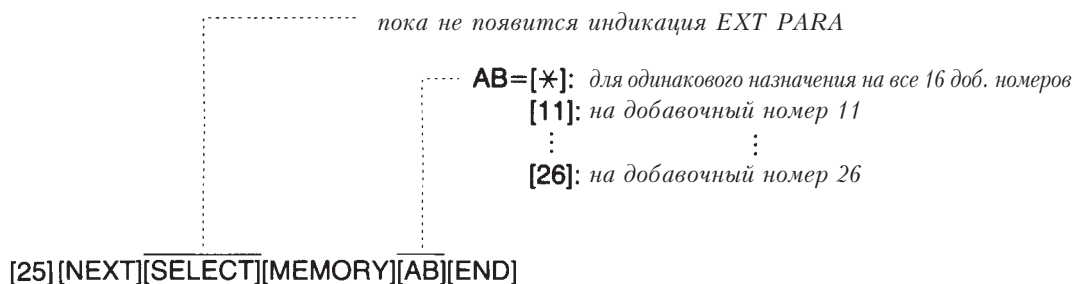 пока не появится индикация EXT PARA
AB=[✳]: для одинакового назначения на все 16 доб. номеров
[11]: на добавочный номер 11
⋮ ⋮
[26]: на добавочный номер 26
[25][NEXT][SELECT][MEMORY][AB][END]